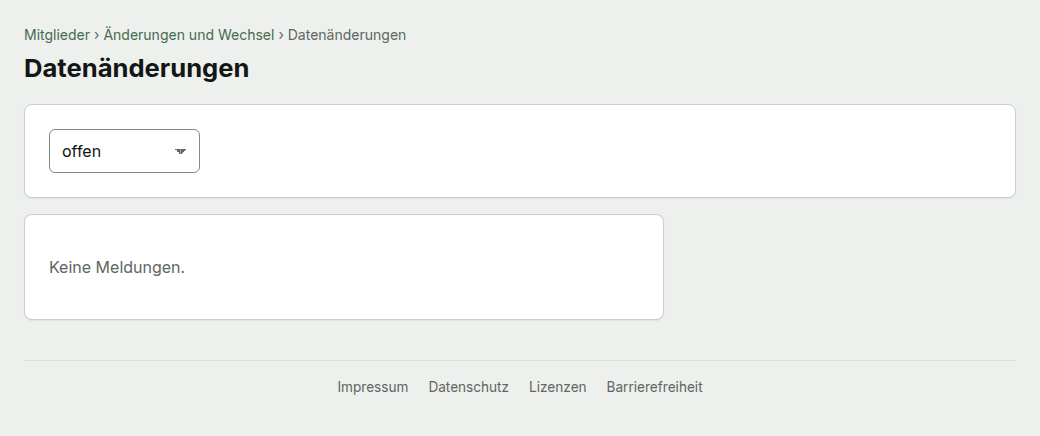 Mitglieder › Änderungen und Wechsel › Datenänderungen
Datenänderungen
offen
Keine Meldungen.
Impressum Datenschutz Lizenzen Barrierefreiheit